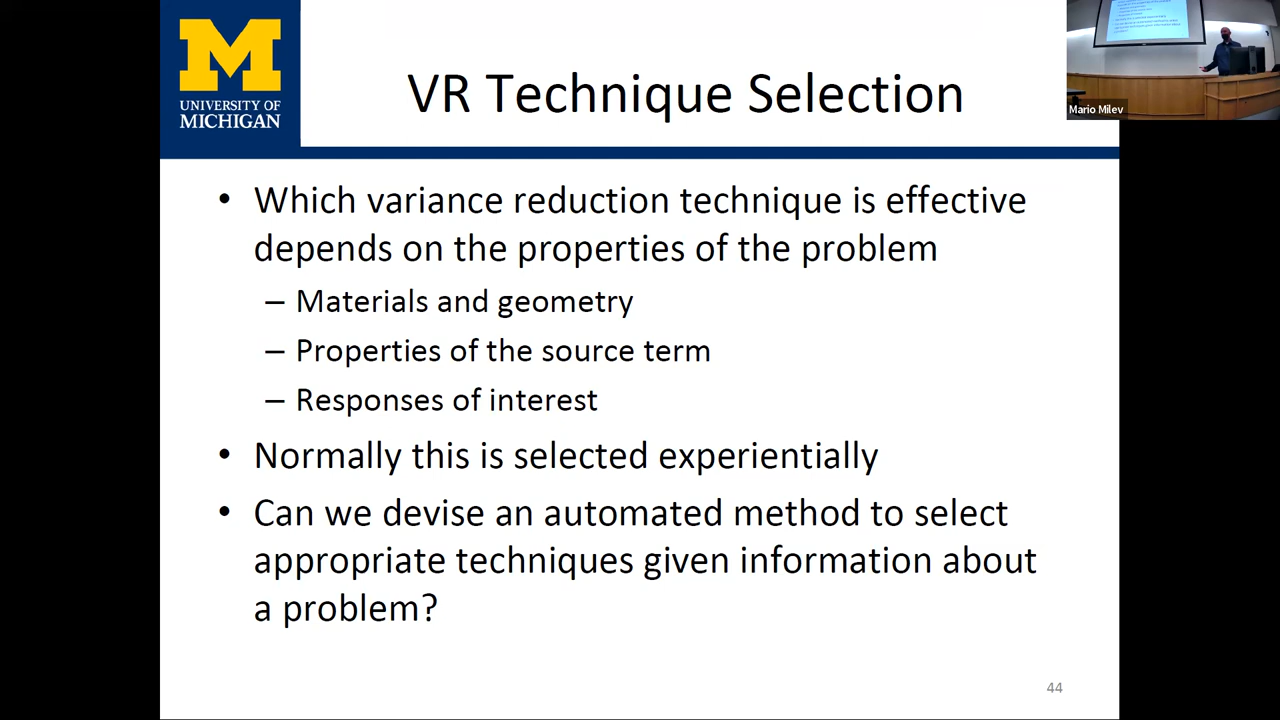 UNIVERSITY OF
MICHIGAN
VR Technique Selection
Mario Milev
• Which variance reduction technique is effective
depends on the properties of the problem
– Materials and geometry
– Properties of the source term
– Responses of interest
• Normally this is selected experientially
• Can we devise an automated method to select
appropriate techniques given information about
a problem?
44